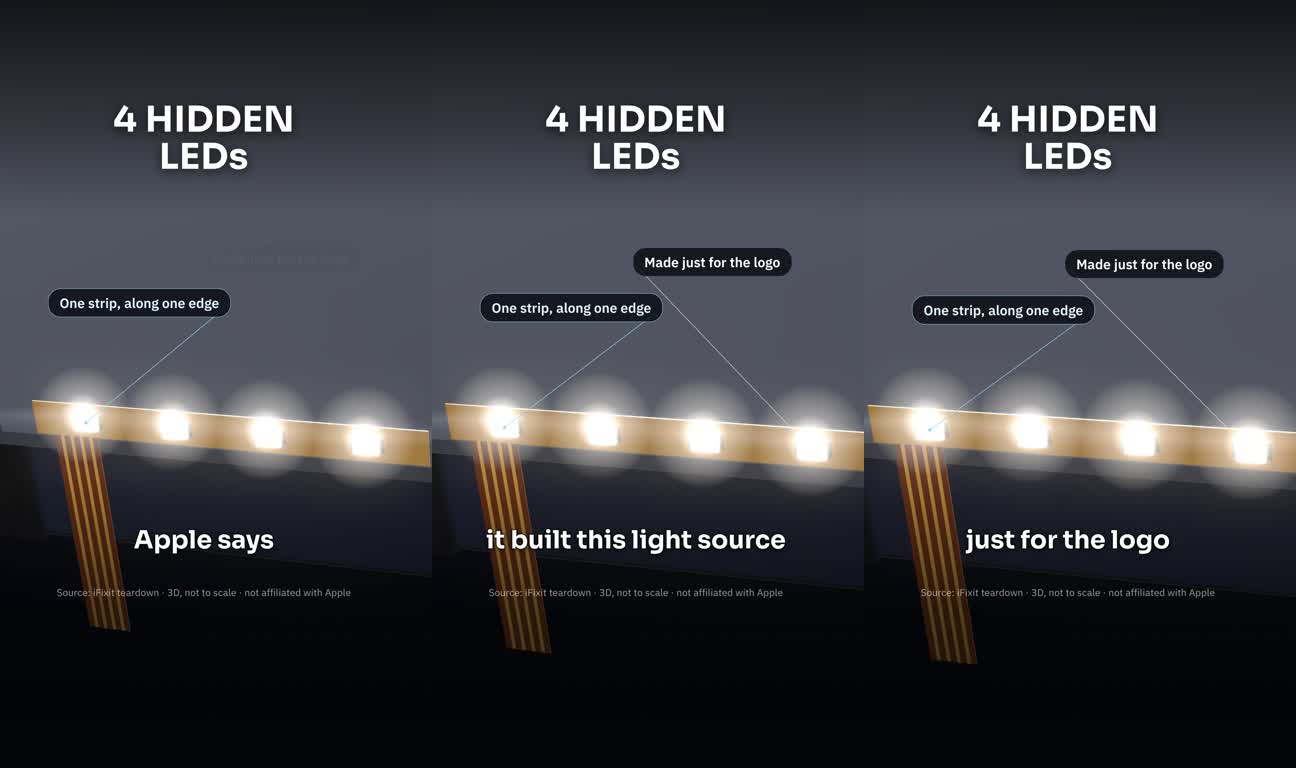 4 HIDDEN
LEDs
One strip, along one edge
Apple says
Source: iFixit teardown · 3D, not to scale · not affiliated with Apple
4 HIDDEN
LEDs
Made just for the logo
One strip, along one edge
it built this light source
Source: iFixit teardown · 3D, not to scale · not affiliated with Apple
4 HIDDEN
LEDs
Made just for the logo
One strip, along one edge
just for the logo
Source: iFixit teardown · 3D, not to scale · not affiliated with Apple